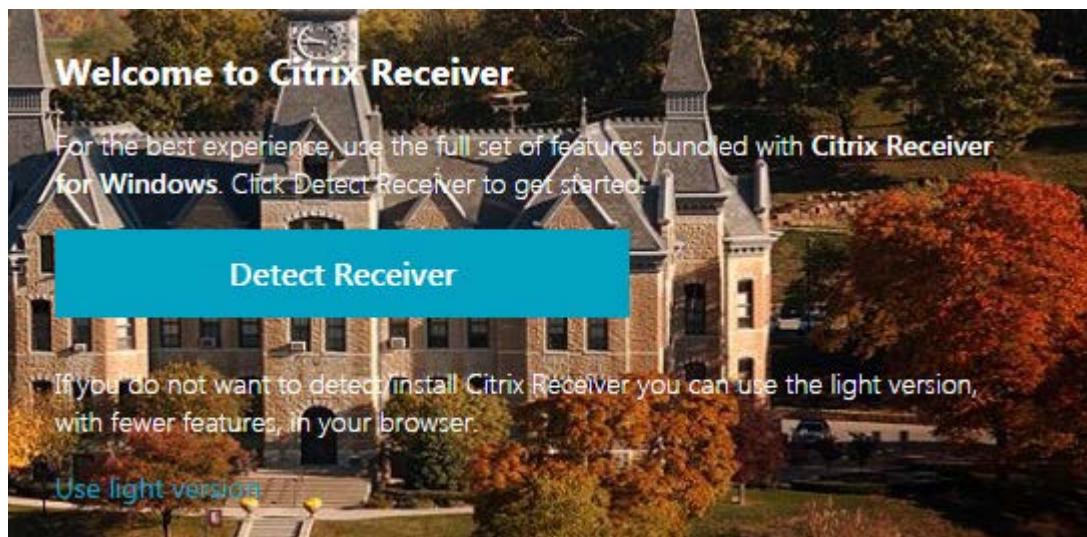 Welcome to Citrix Receiver
For the best experience, use the full set of features bundled with Citrix Receiver
for Windows. Click Detect Receiver to get started.
Detect Receiver
If you do not want to detect/install Citrix Receiver you can use the light version,
with fewer features, in your browser.
Use light version